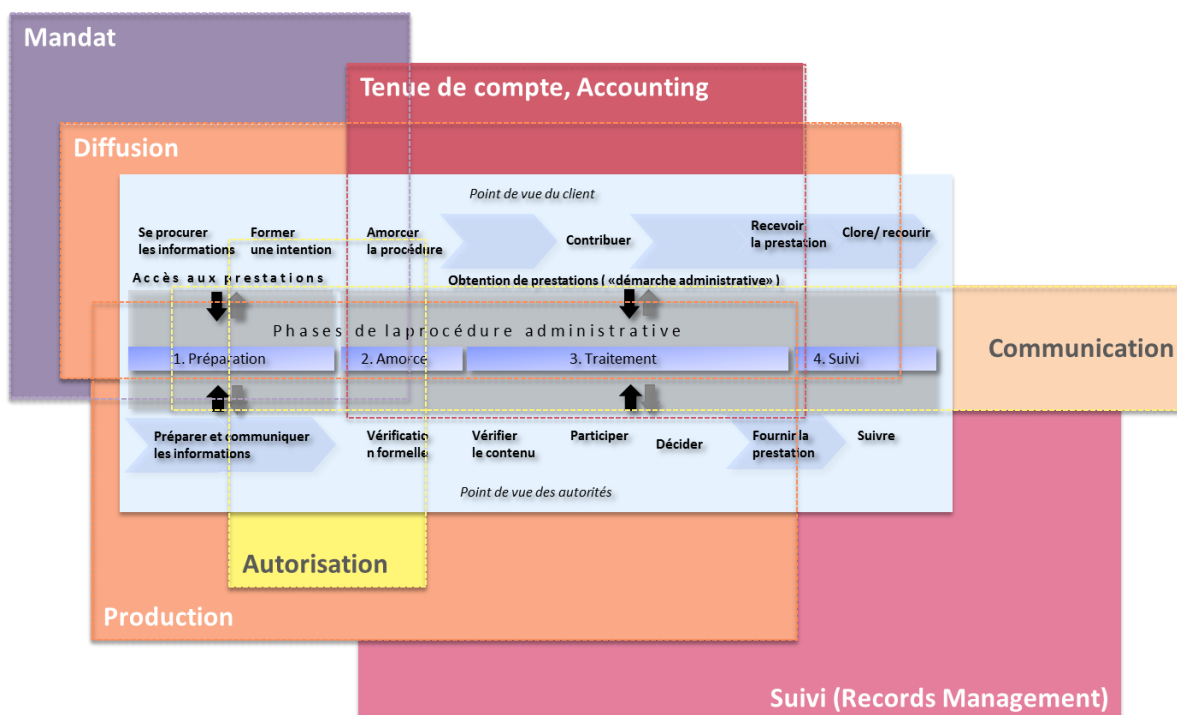 Mandat
Tenue de compte, Accounting
Diffusion
Point de vue du client
Se procurer
les informations
Former
une intention
Amorcer
la procédure
Contribuer
Recevoir
la prestation
Clore/ recourir
Accès aux prestations
Obtention de prestations ( «démarche administrative» )
Phases de laprocédure administrative
1. Préparation
2. Amorce
3. Traitement
4. Suivi
Communication
Préparer et communiquer
les informations
Vérificatio
n formelle
Vérifier
le contenu
Participer
Décider
Fournir la
prestation
Suivre
Point de vue des autorités
Autorisation
Production
Suivi (Records Management)